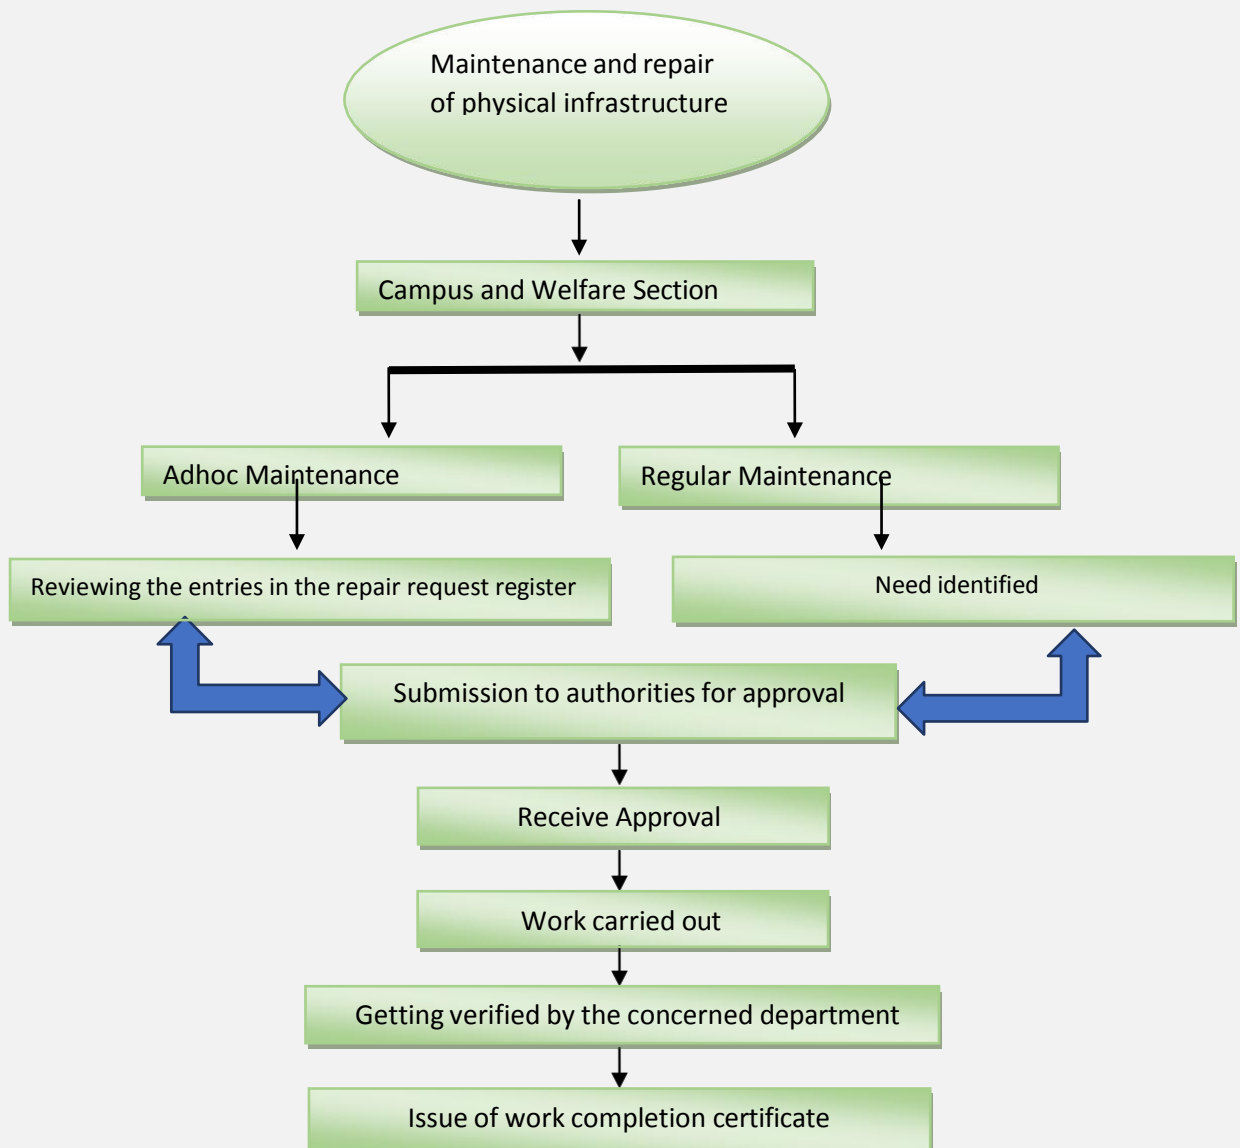 Maintenance and repair
of physical infrastructure
Campus and Welfare Section
Adhoc Maintenance
Regular Maintenance
Reviewing the entries in the repair request register
Need identified
Submission to authorities for approval
Receive Approval
Work carried out
Getting verified by the concerned department
Issue of work completion certificate